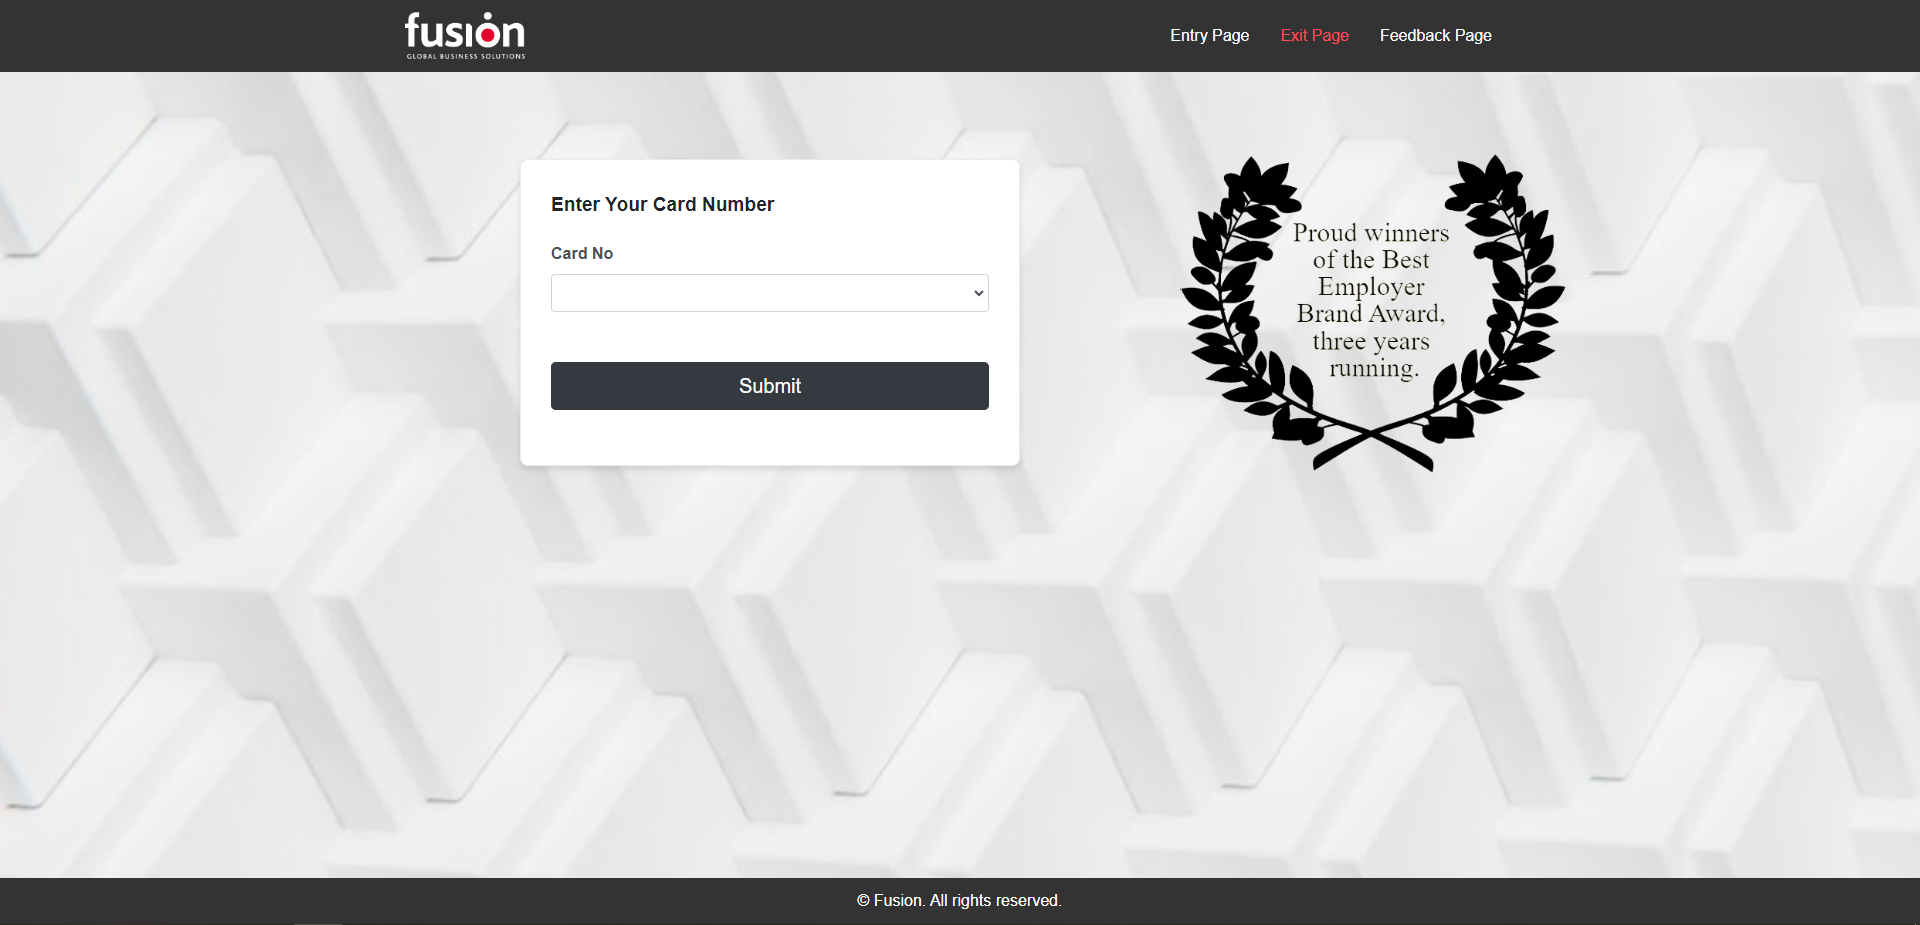 fusion
GLOBAL BUSINESS SOLUTIONS
Entry Page
Exit Page
Feedback Page
Enter Your Card Number
Card No
Submit
Proud winners
of the Best
Employer
Brand Award,
three years
running.
© Fusion. All rights reserved.